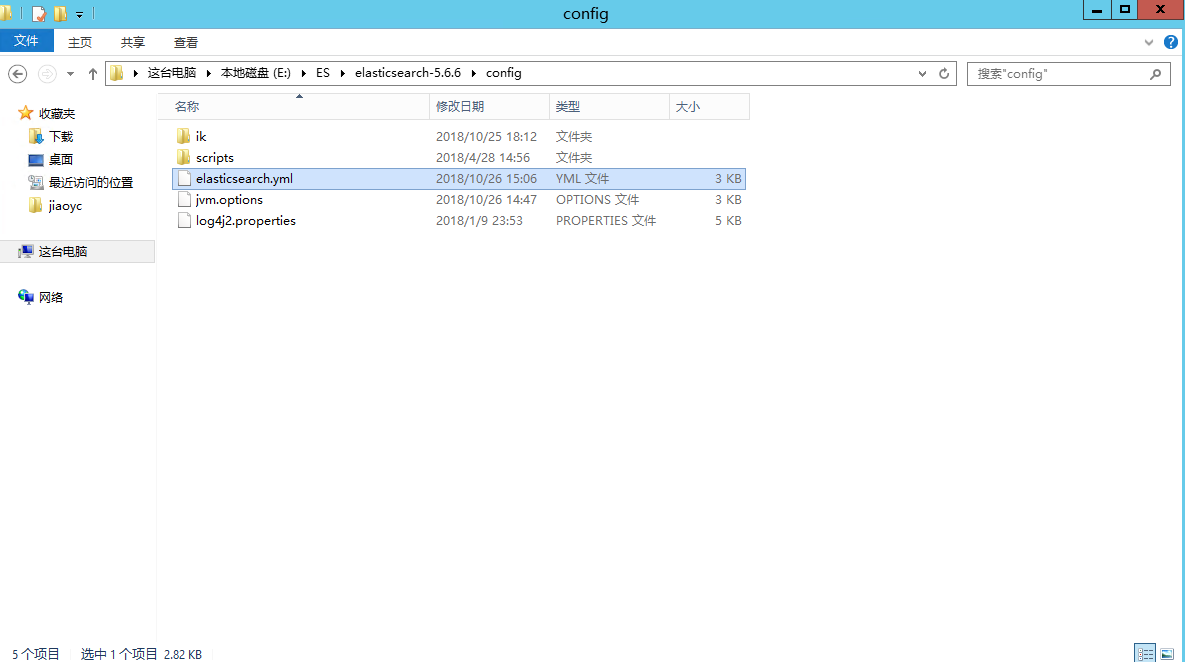 config
文件 主页 共享 查看
这台电脑 本地磁盘 (E:) ES elasticsearch-5.6.6 config 搜索"config"
名称 修改日期 类型 大小
收藏夹
下载
桌面
最近访问的位置
jiaoyc
这台电脑
网络
ik 2018/10/25 18:12 文件夹
scripts 2018/4/28 14:56 文件夹
elasticsearch.yml 2018/10/26 15:06 YML 文件 3 KB
jvm.options 2018/10/26 14:47 OPTIONS 文件 3 KB
log4j2.properties 2018/1/9 23:53 PROPERTIES 文件 5 KB
5 个项目 选中 1 个项目 2.82 KB